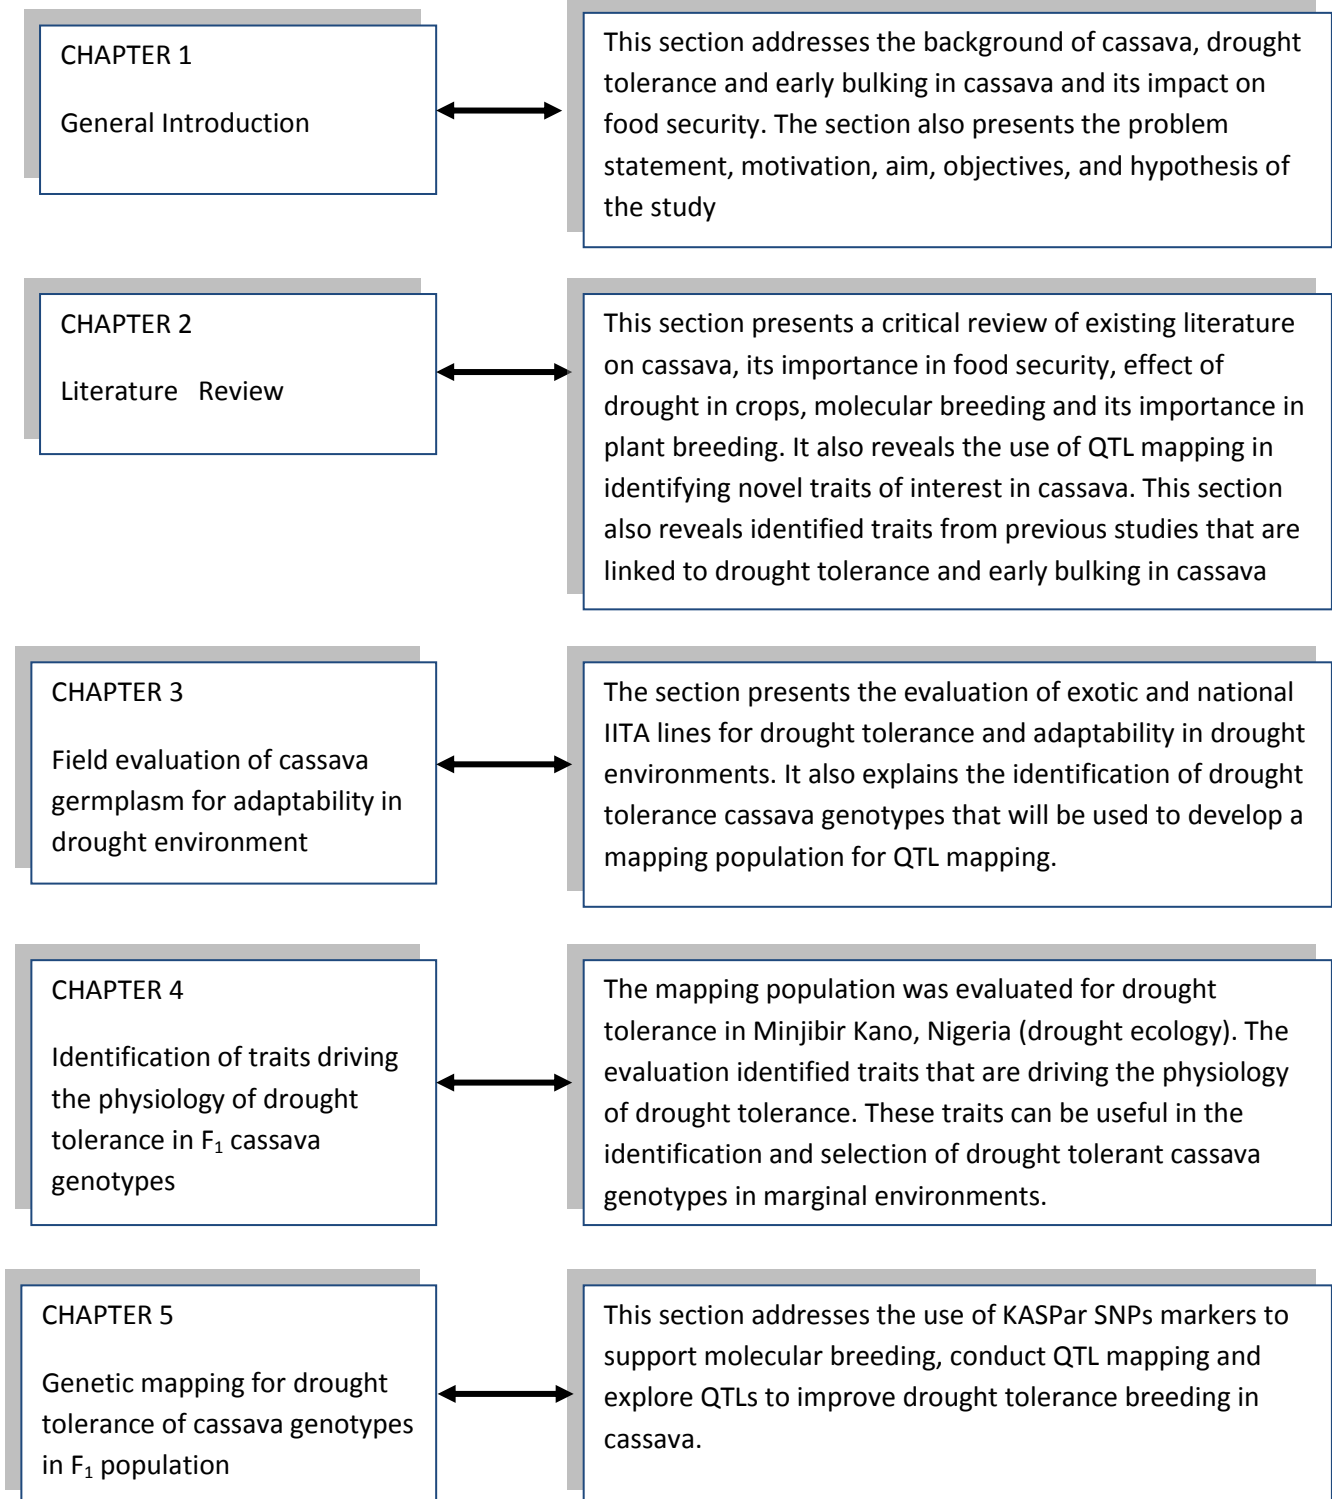 CHAPTER 1
General Introduction
This section addresses the background of cassava, drought
tolerance and early bulking in cassava and its impact on
food security. The section also presents the problem
statement, motivation, aim, objectives, and hypothesis of
the study
CHAPTER 2
Literature Review
This section presents a critical review of existing literature
on cassava, its importance in food security, effect of
drought in crops, molecular breeding and its importance in
plant breeding. It also reveals the use of QTL mapping in
identifying novel traits of interest in cassava. This section
also reveals identified traits from previous studies that are
linked to drought tolerance and early bulking in cassava
CHAPTER 3
Field evaluation of cassava
germplasm for adaptability in
drought environment
The section presents the evaluation of exotic and national
IITA lines for drought tolerance and adaptability in drought
environments. It also explains the identification of drought
tolerance cassava genotypes that will be used to develop a
mapping population for QTL mapping.
CHAPTER 4
Identification of traits driving
the physiology of drought
tolerance in F₁ cassava
genotypes
The mapping population was evaluated for drought
tolerance in Minjibir Kano, Nigeria (drought ecology). The
evaluation identified traits that are driving the physiology
of drought tolerance. These traits can be useful in the
identification and selection of drought tolerant cassava
genotypes in marginal environments.
CHAPTER 5
Genetic mapping for drought
tolerance of cassava genotypes
in F₁ population
This section addresses the use of KASPar SNPs markers to
support molecular breeding, conduct QTL mapping and
explore QTLs to improve drought tolerance breeding in
cassava.